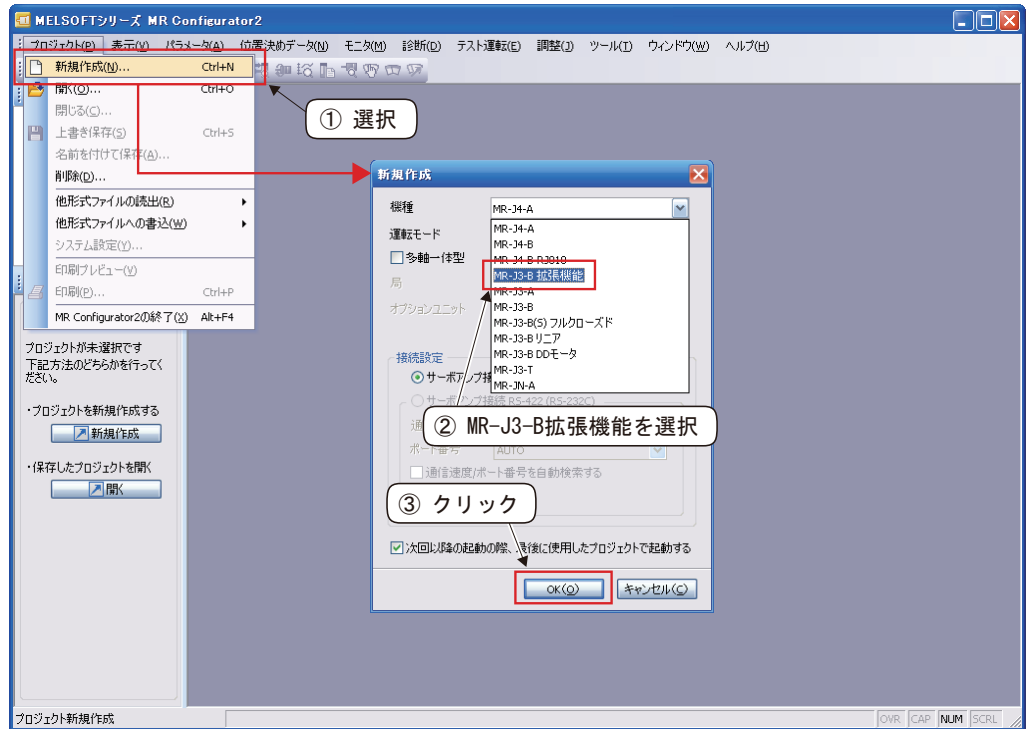 MELSOFTシリーズ MR Configurator2
プロジェクト(P) 表示(V) パラメータ(A) 位置決めデータ(N) モニタ(M) 診断(D) テスト運転(E) 調整(J) ツール(T) ウィンドウ(W) ヘルプ(H)
新規作成(N)... Ctrl+N
開く(O)... Ctrl+O
閉じる(C)...
上書き保存(S) Ctrl+S
名前を付けて保存(A)...
削除(D)...
他形式ファイルの読出(R)
他形式ファイルへの書込(W)
システム設定(Y)...
印刷プレビュー(V)
印刷(P)... Ctrl+P
MR Configurator2の終了(X) Alt+F4
① 選択
プロジェクトが未選択です
下記方法のどちらかを行ってく
ださい。
・プロジェクトを新規作成する
新規作成
・保存したプロジェクトを開く
開く
新規作成
機種 MR-J4-A
運転モード
多軸一体型
局
オプションユニット
MR-J4-A
MR-J4-B
MR-J4-B RJ010
MR-J3-B 拡張機能
MR-J3-A
MR-J3-B
MR-J3-B(S) フルクローズド
MR-J3-B リニア
MR-J3-B DDモータ
MR-J3-T
MR-JN-A
接続設定
サーボアンプ接
サーボアンプ接続 RS-422 (RS-232C)
② MR-J3-B拡張機能を選択
通
ポート番号 AUTO
通信速度/ポート番号を自動検索する
③ クリック
次回以降の起動の際、最後に使用したプロジェクトで起動する
OK(O) キャンセル(C)
プロジェクト新規作成 OVR CAP NUM SCRL